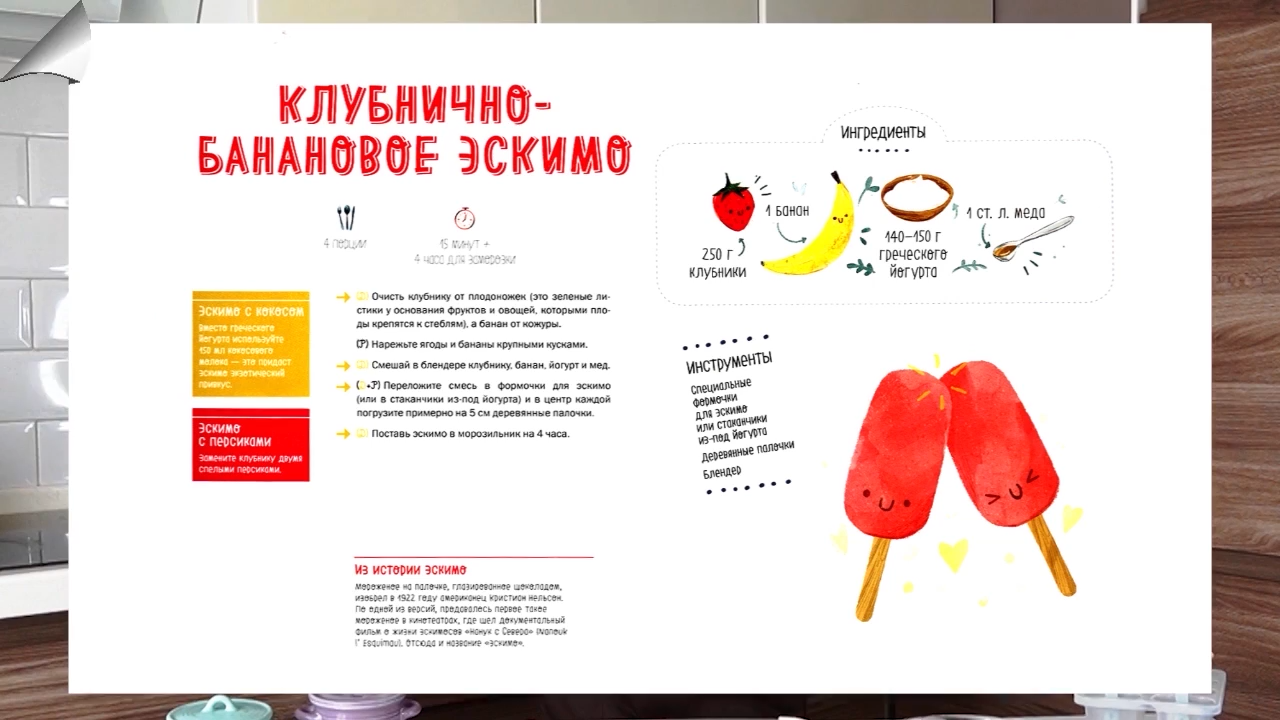 КЛУБНИЧНО-
БАНАНОВОЕ ЭСКИМО
4 порции
15 минут +
4 часа для заморозки
Эскимо с кокосом
Вместо греческого
йогурта используйте
450 мл кокосового
молока — это придаст
эскимо экзотический
привкус.
Эскимо
с персиками
Замените клубнику двумя
спелыми персиками.
Очисть клубнику от плодоножек (это зеленые ли-
стики у основания фруктов и овощей, которыми пло-
ды крепятся к стеблям), а банан от кожуры.
(Р) Нарежьте ягоды и бананы крупными кусками.
Смешай в блендере клубнику, банан, йогурт и мед.
( +Р) Переложите смесь в формочки для эскимо
(или в стаканчики из-под йогурта) и в центр каждой
погрузите примерно на 5 см деревянные палочки.
Поставь эскимо в морозильник на 4 часа.
Из истории эскимо
Мороженое на палочке, глазированное шоколадом,
изобрел в 1922 году американец Кристиан Нельсон.
По одной из версий, продавалось первое такое
мороженое в кинотеатрах, где шел документальный
фильм о жизни эскимосов «Нанук с Севера» (Nanouk
l' Esquimau). Отсюда и название «эскимо».
Ингредиенты
250 г
клубники
1 банан
140–150 г
греческого
йогурта
1 ст. л. меда
Инструменты
Специальные
формочки
для эскимо
или стаканчики
из-под йогурта
Деревянные палочки
Блендер